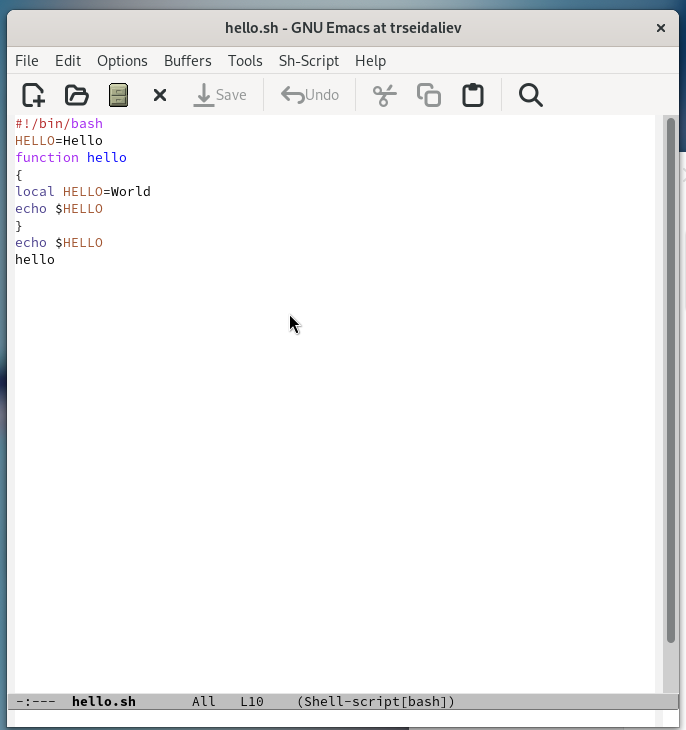 hello.sh - GNU Emacs at trseidaliev
File Edit Options Buffers Tools Sh-Script Help
Save Undo
#!/bin/bash
HELLO=Hello
function hello
{
local HELLO=World
echo $HELLO
}
echo $HELLO
hello
-:--- hello.sh All L10 (Shell-script[bash])